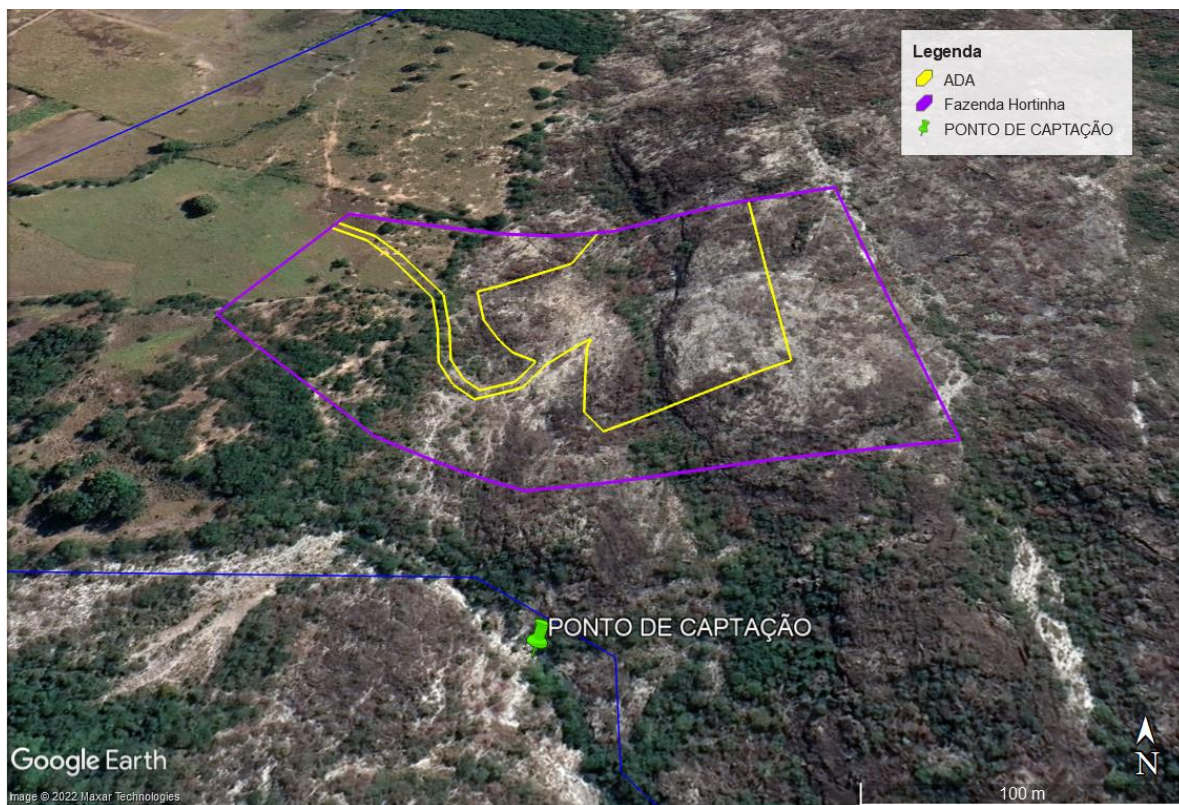 Legenda
ADA
Fazenda Hortinha
PONTO DE CAPTAÇÃO
PONTO DE CAPTAÇÃO
Google Earth
Image © 2022 Maxar Technologies
N
100 m